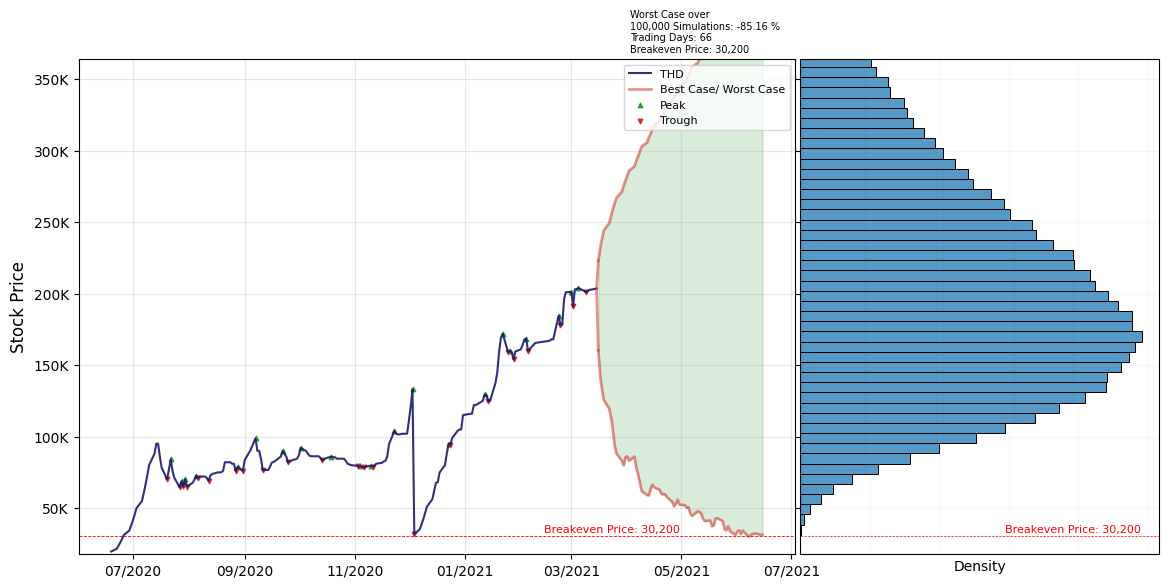 Worst Case over
100,000 Simulations: -85.16 %
Trading Days: 66
Breakeven Price: 30,200
THD
Best Case/ Worst Case
Peak
Trough
350K
300K
250K
200K
150K
100K
50K
Stock Price
Breakeven Price: 30,200
Breakeven Price: 30,200
07/2020
09/2020
11/2020
01/2021
03/2021
05/2021
07/2021
Density